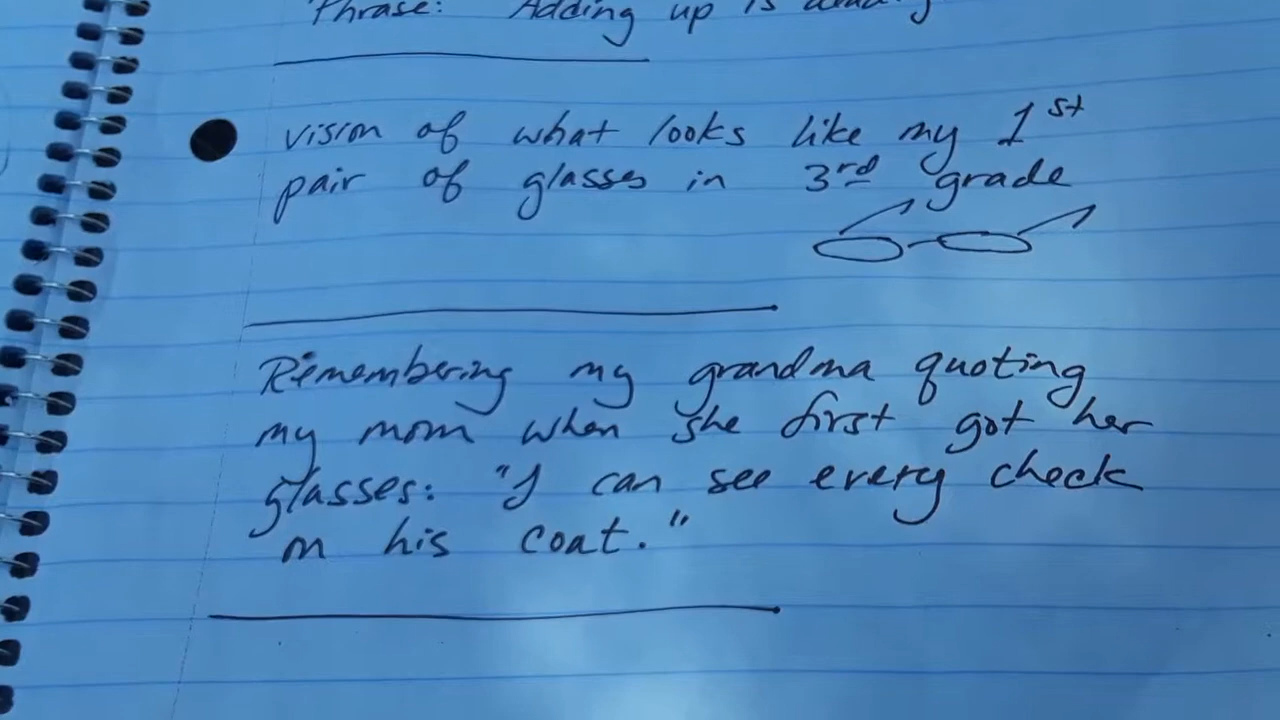 Phrase: Adding up is
vision of what looks like my 1st
pair of glasses in 3rd grade
Remembering my grandma quoting
my mom when she first got her
glasses: "I can see every check
on his coat."